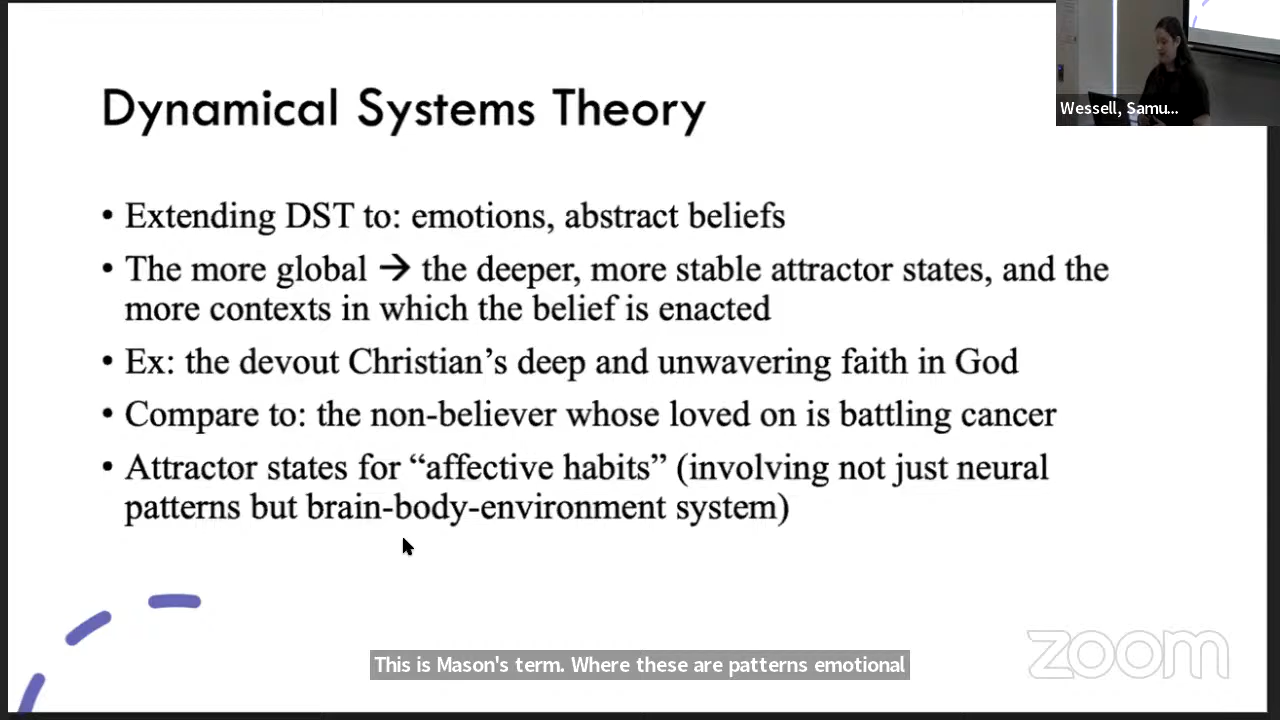 Dynamical Systems Theory
Wessell, Samu...
• Extending DST to: emotions, abstract beliefs
• The more global → the deeper, more stable attractor states, and the
more contexts in which the belief is enacted
• Ex: the devout Christian’s deep and unwavering faith in God
• Compare to: the non-believer whose loved on is battling cancer
• Attractor states for “affective habits” (involving not just neural
patterns but brain-body-environment system)
This is Mason's term. Where these are patterns emotional
zoom